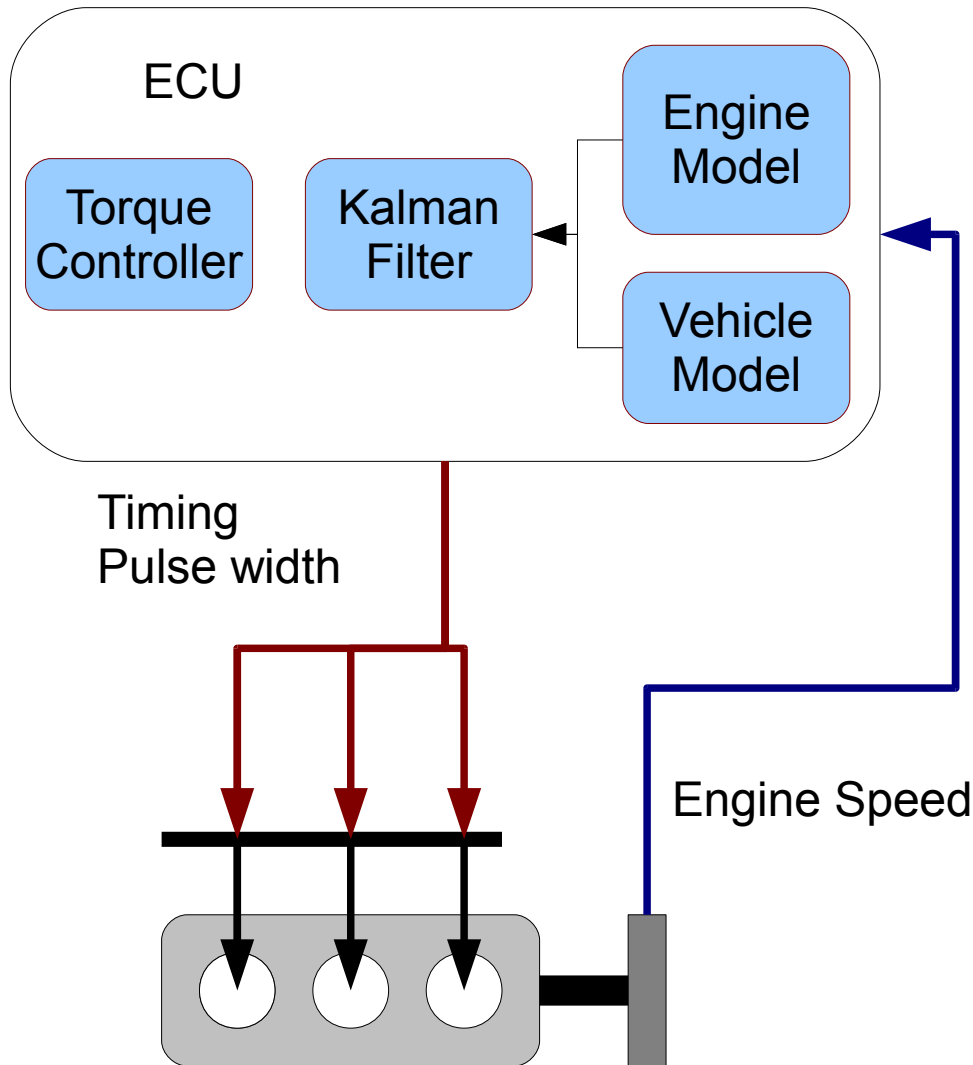 ECU
Engine
Model
Torque
Controller
Kalman
Filter
Vehicle
Model
Timing
Pulse width
Engine Speed